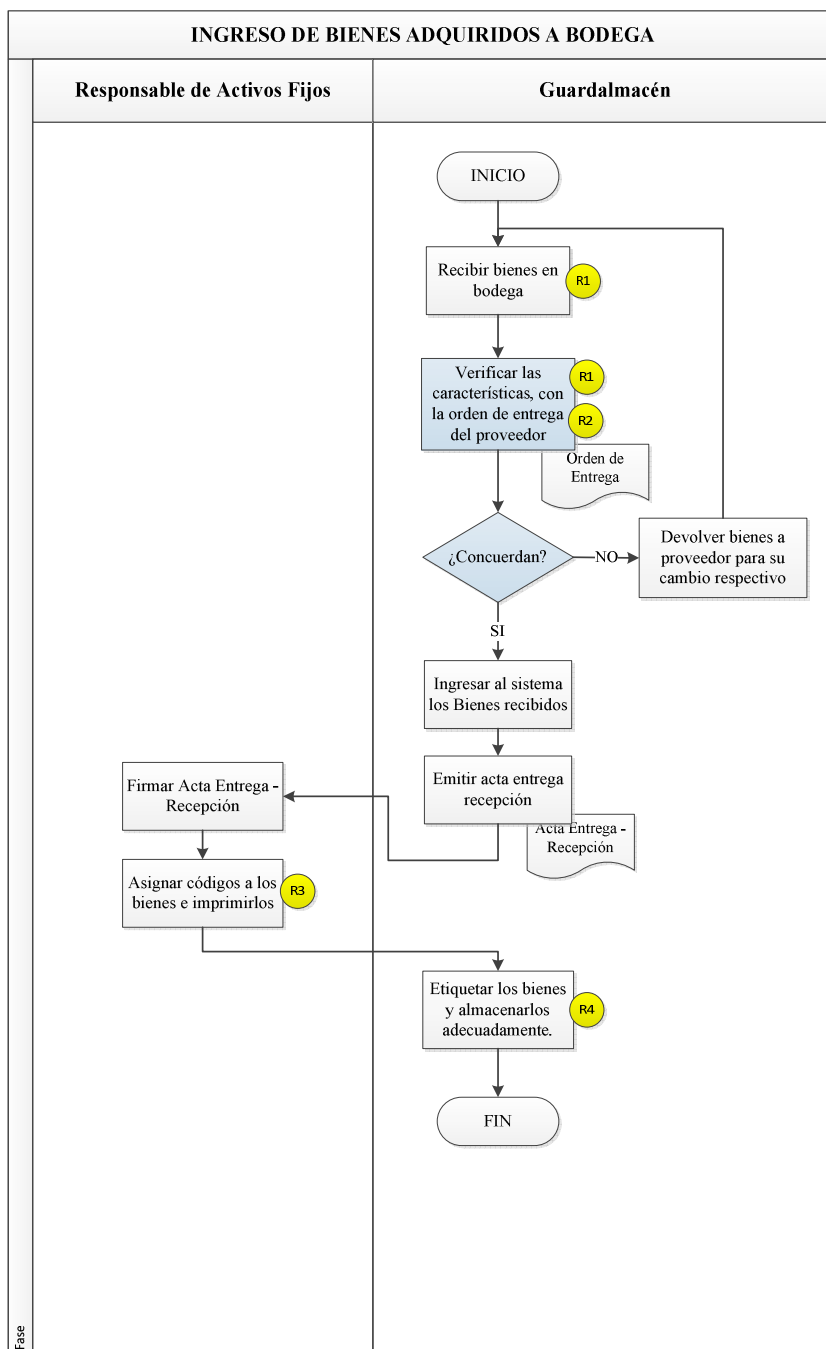 INGRESO DE BIENES ADQUIRIDOS A BODEGA
Responsable de Activos Fijos
Guardalmacén
INICIO
Recibir bienes en
bodega
R1
Verificar las
características, con
la orden de entrega
del proveedor
R1
R2
Orden de
Entrega
¿Concuerdan?
NO
Devolver bienes a
proveedor para su
cambio respectivo
SI
Ingresar al sistema
los Bienes recibidos
Emitir acta entrega
recepción
Acta Entrega -
Recepción
Firmar Acta Entrega -
Recepción
Asignar códigos a los
bienes e imprimirlos
R3
Etiquetar los bienes
y almacenarlos
adecuadamente.
R4
FIN
Fase